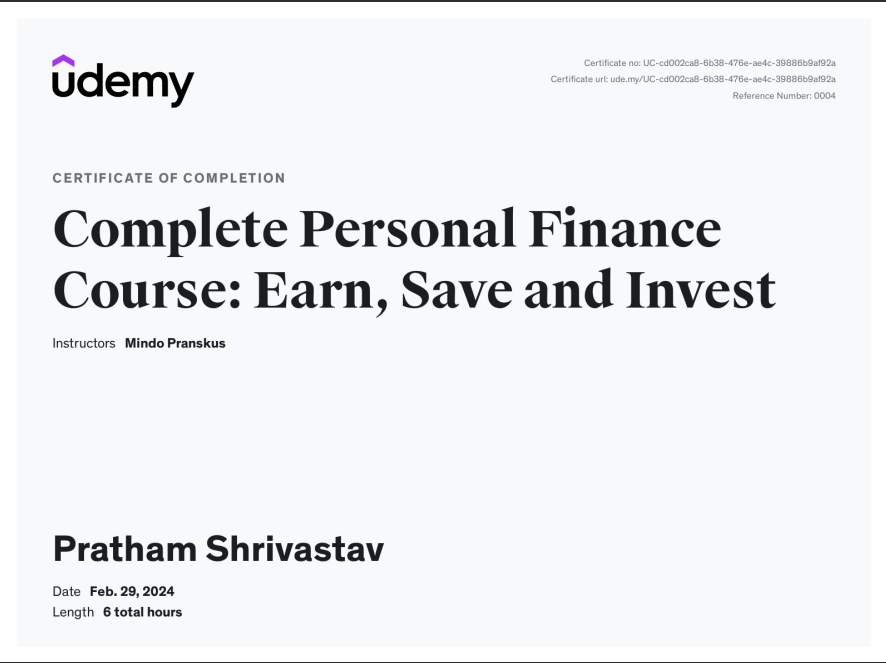 udemy
Certificate no: UC-cd002ca8-6b38-476e-ae4c-39886b9af92a
Certificate url: ude.my/UC-cd002ca8-6b38-476e-ae4c-39886b9af92a
Reference Number: 0004
CERTIFICATE OF COMPLETION
Complete Personal Finance
Course: Earn, Save and Invest
Instructors Mindo Pranskus
Pratham Shrivastav
Date Feb. 29, 2024
Length 6 total hours